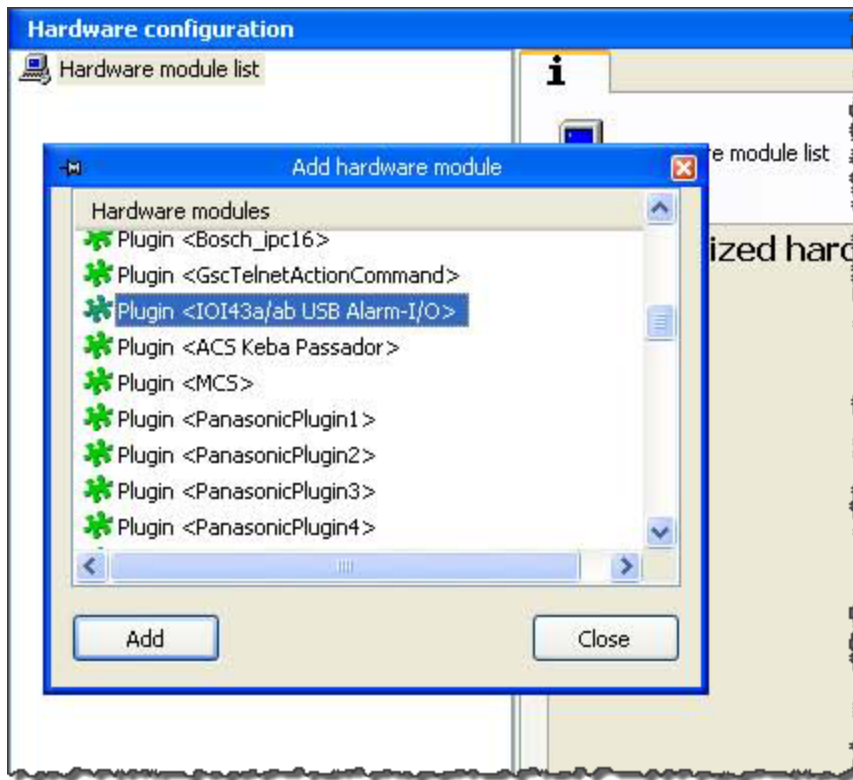 Hardware configuration
Hardware module list
i
Add hardware module
e module list
Hardware modules
ized hard
Plugin <Bosch_ipc16>
Plugin <GscTelnetActionCommand>
Plugin <IOI43a/ab USB Alarm-I/O>
Plugin <ACS Keba Passador>
Plugin <MCS>
Plugin <PanasonicPlugin1>
Plugin <PanasonicPlugin2>
Plugin <PanasonicPlugin3>
Plugin <PanasonicPlugin4>
Add
Close